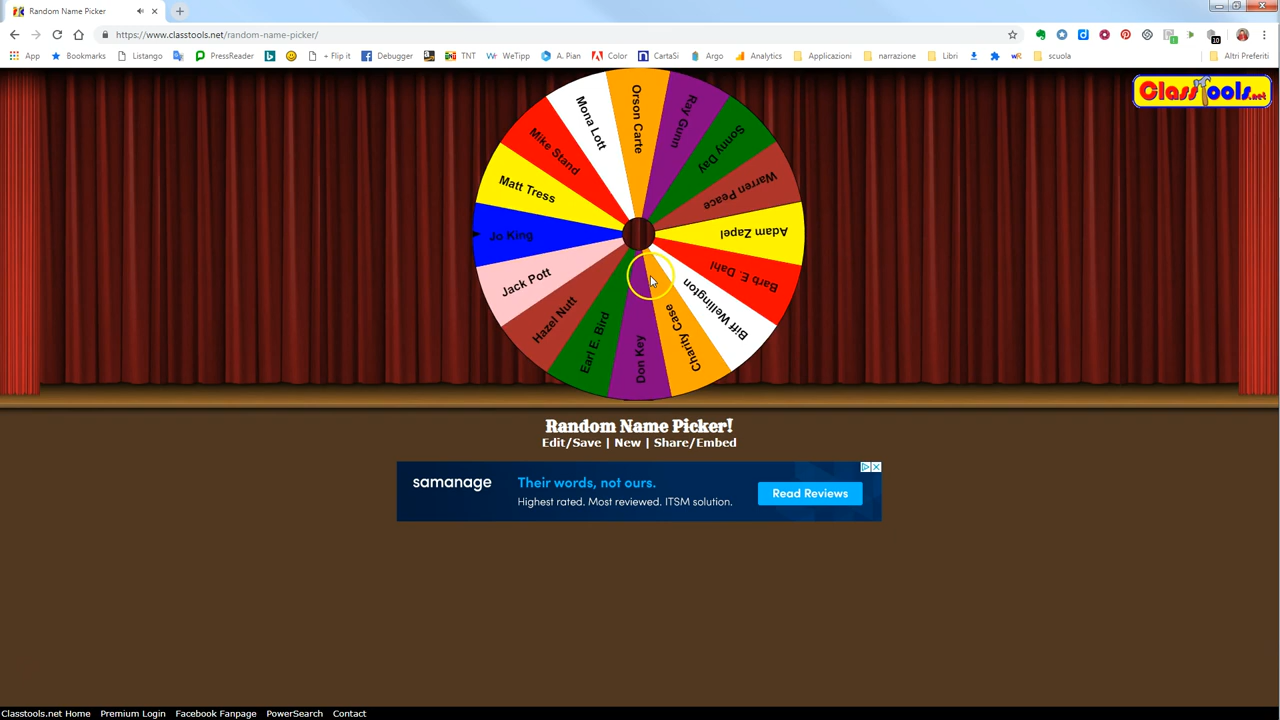 Random Name Picker
https://www.classtools.net/random-name-picker/
App
Bookmarks
Listango
PressReader
+ Flip it
Debugger
TNT
WeTipp
A. Pian
Color
CartaSi
Argo
Analytics
Applicazioni
narrazione
Libri
wR
scuola
Altri Preferiti
10
ClassTools.net
Orson Carte
Ray Gunn
Sonny Day
Warren Peace
Adam Zapel
Barb E. Dahl
Biff Wellington
Charity Case
Don Key
Earl E. Bird
Hazel Nutt
Jack Pott
Jo King
Matt Tress
Mike Stand
Mona Lott
Random Name Picker!
Edit/Save | New | Share/Embed
samanage
Their words, not ours.
Highest rated. Most reviewed. ITSM solution.
Read Reviews
Classtools.net Home
Premium Login
Facebook Fanpage
PowerSearch
Contact